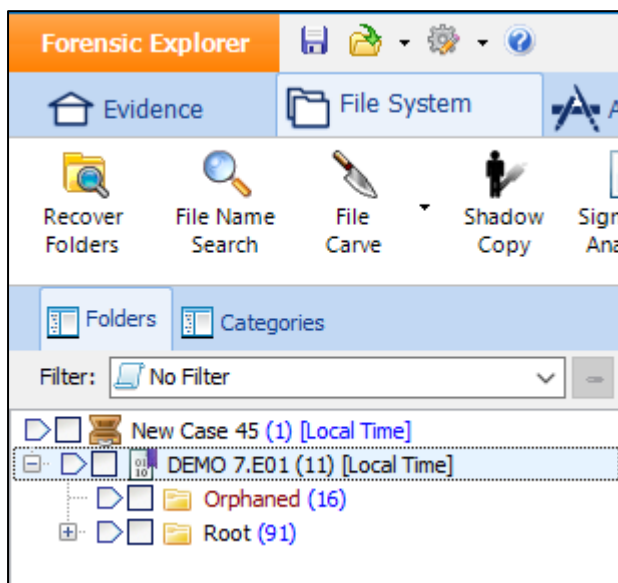 Forensic Explorer
Evidence
File System
A
Recover Folders
File Name Search
File Carve
Shadow Copy
Folders
Categories
Filter:
No Filter
New Case 45 (1) [Local Time]
DEMO 7.E01 (11) [Local Time]
Orphaned (16)
Root (91)